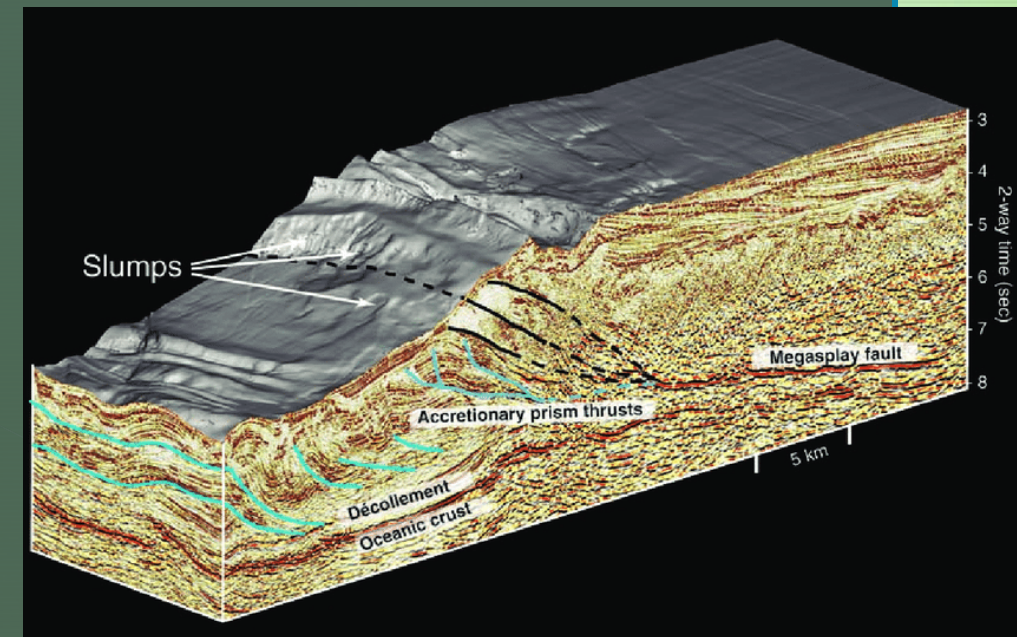 3
4
5
6
7
8
2-way time (sec)
Slumps
Megasplay fault
Accretionary prism thrusts
5 km
Décollement
Oceanic crust